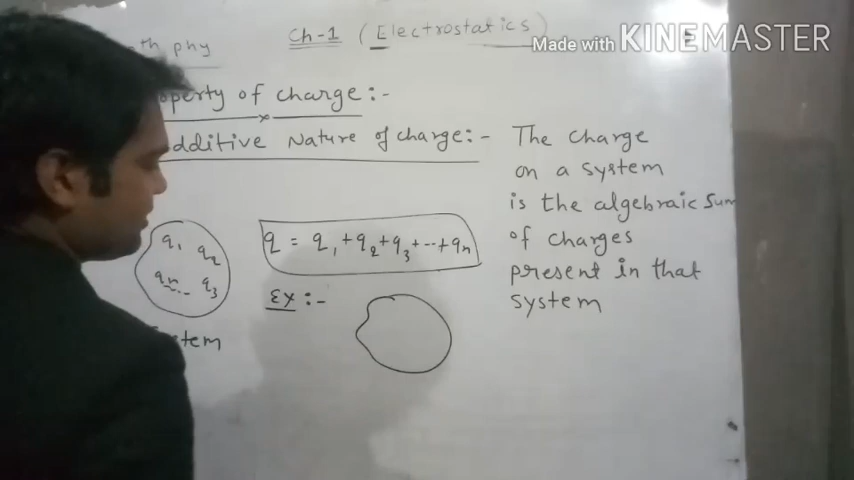 th phy
Ch-1 (Electrostatics)
Made with KINEMASTER
operty of charge:-
dditive Nature of charge:-
The charge
on a system
is the algebraic sum
of charges
present in that
system
q1
q2
qn
q3
q = q1 + q2 + q3 + -- + qn
Ex :-
stem